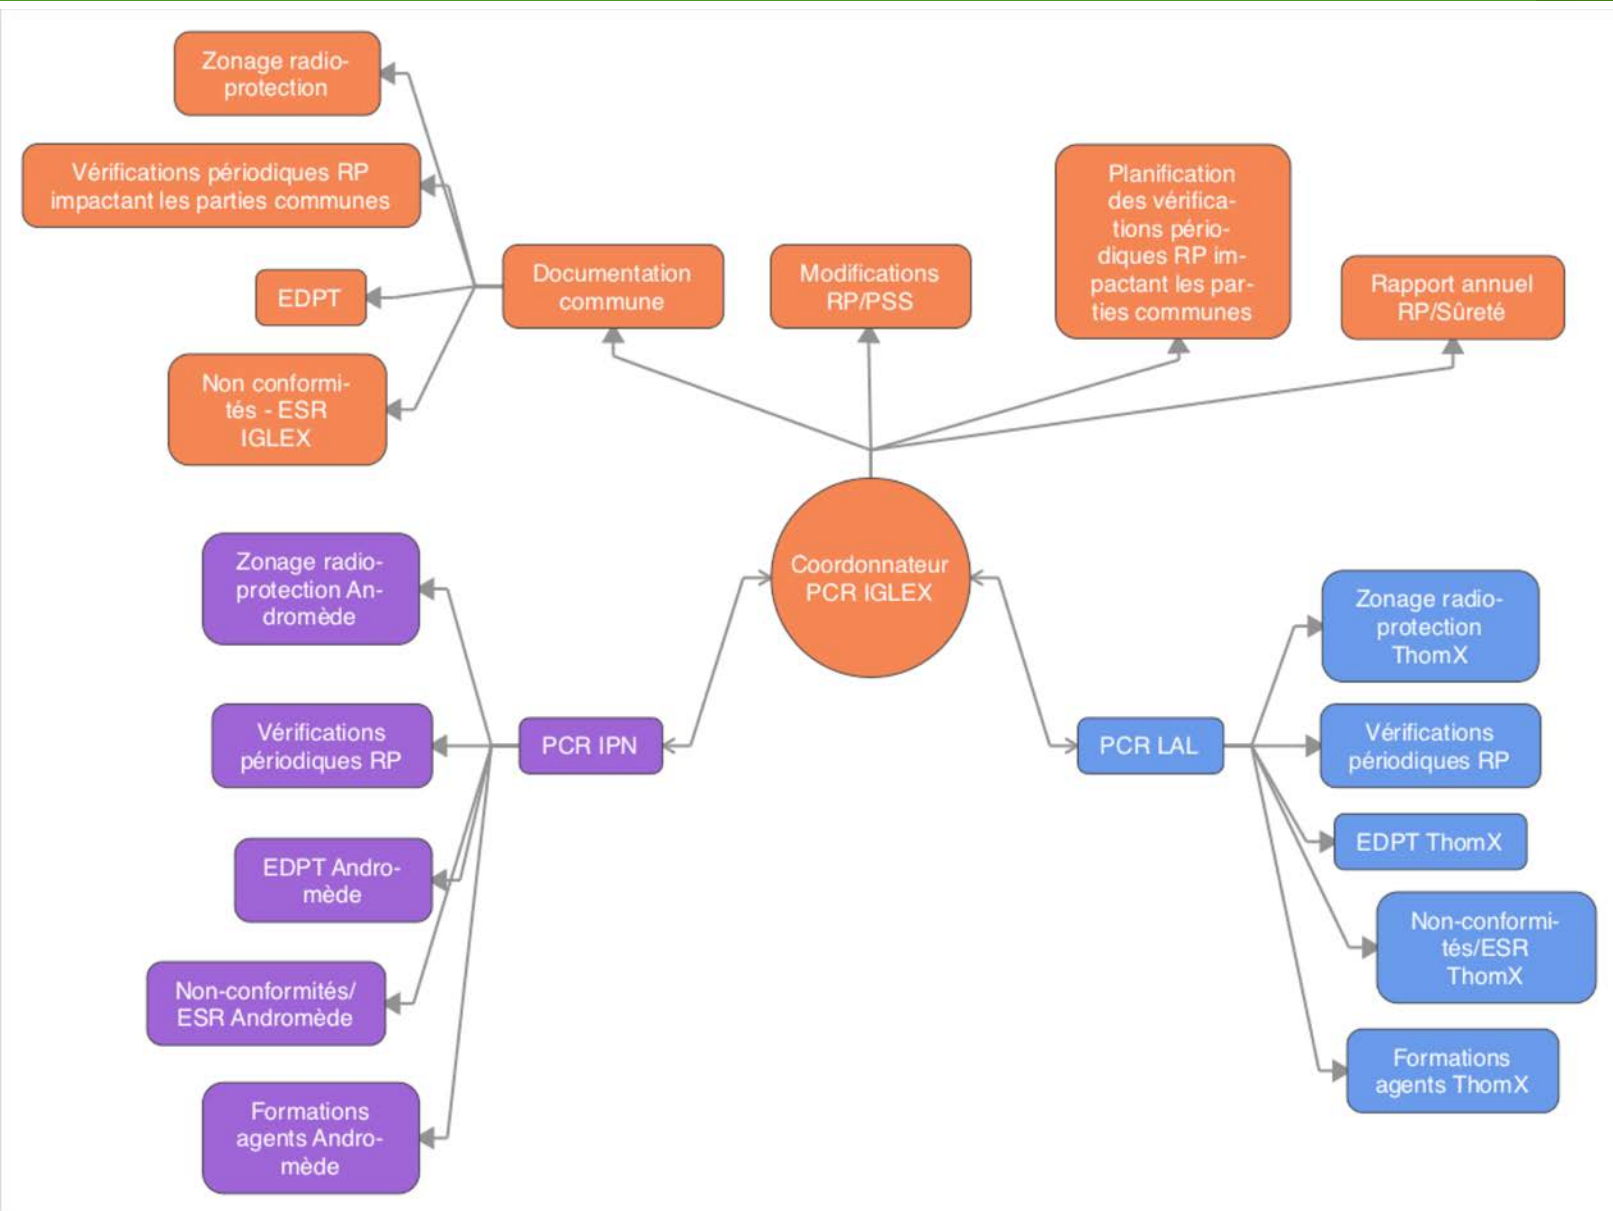 Zonage radio-
protection
Vérifications périodiques RP
impactant les parties communes
EDPT
Non conformi-
tés - ESR
IGLEX
Documentation
commune
Modifications
RP/PSS
Planification
des vérifica-
tions pério-
diques RP im-
pactant les par-
ties communes
Rapport annuel
RP/Sûreté
Coordonnateur
PCR IGLEX
Zonage radio-
protection An-
dromède
Vérifications
périodiques RP
EDPT Andro-
mède
Non-conformités/
ESR Andromède
Formations
agents Andro-
mède
PCR IPN
PCR LAL
Zonage radio-
protection
ThomX
Vérifications
périodiques RP
EDPT ThomX
Non-conformi-
tés/ESR
ThomX
Formations
agents ThomX